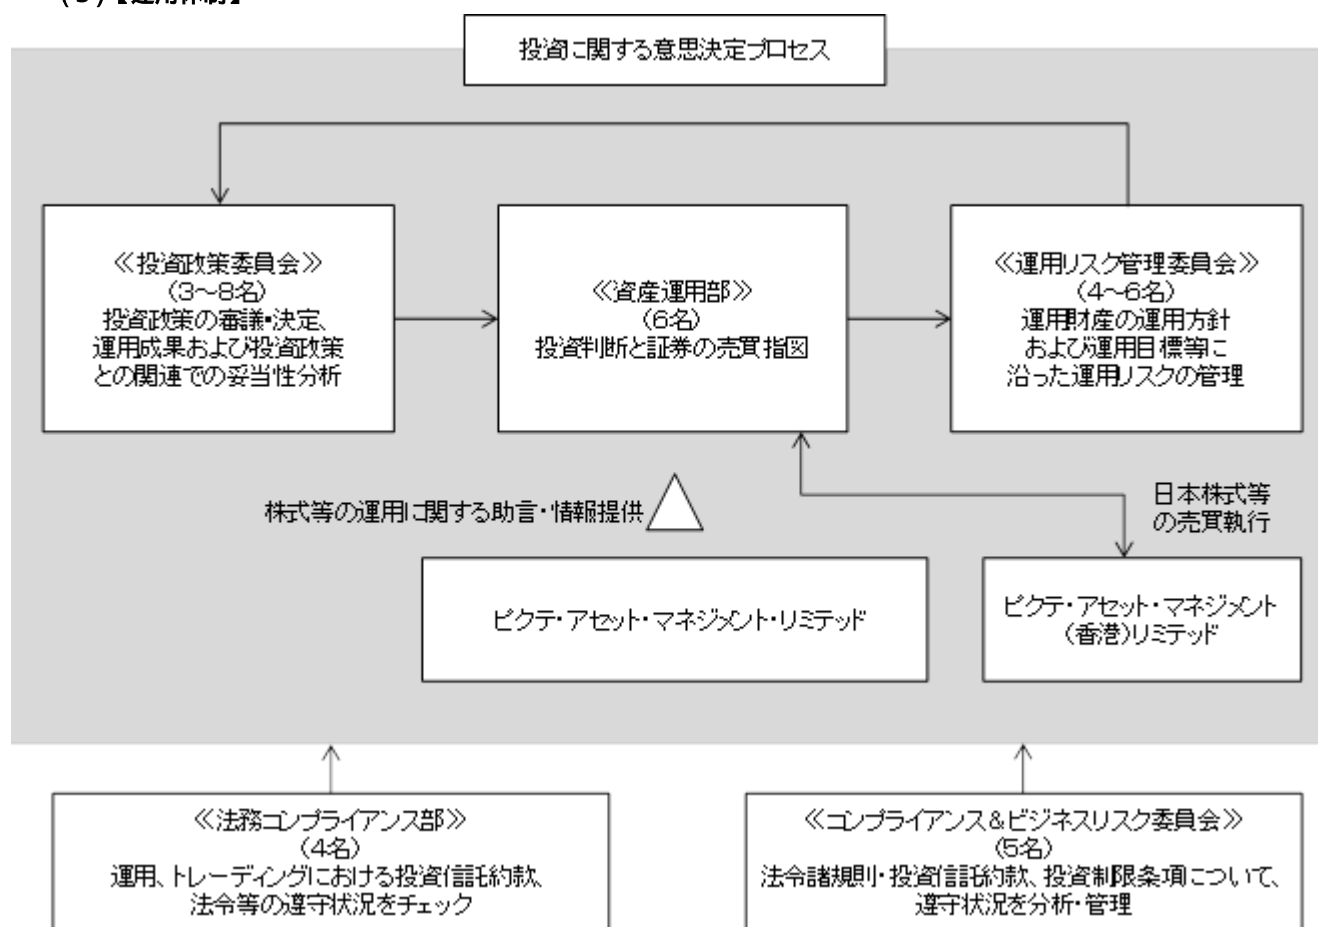 (3)【運用体制】
投資に関する意思決定プロセス
≪投資政策委員会≫
(3～8名)
投資政策の審議・決定、
運用成果および投資政策
との関連での妥当性分析
≪資産運用部≫
(6名)
投資判断と証券の売買指図
≪運用リスク管理委員会≫
(4～6名)
運用財産の運用方針
および運用目標等に
沿った運用リスクの管理
株式等の運用に関する助言・情報提供
日本株式等
の売買執行
ピクテ・アセット・マネジメント・リミテッド
ピクテ・アセット・マネジメント
(香港)リミテッド
≪法務コンプライアンス部≫
(4名)
運用、トレーディングにおける投資信託約款、
法令等の遵守状況をチェック
≪コンプライアンス＆ビジネスリスク委員会≫
(5名)
法令諸規則・投資信託約款、投資制限条項について、
遵守状況を分析・管理